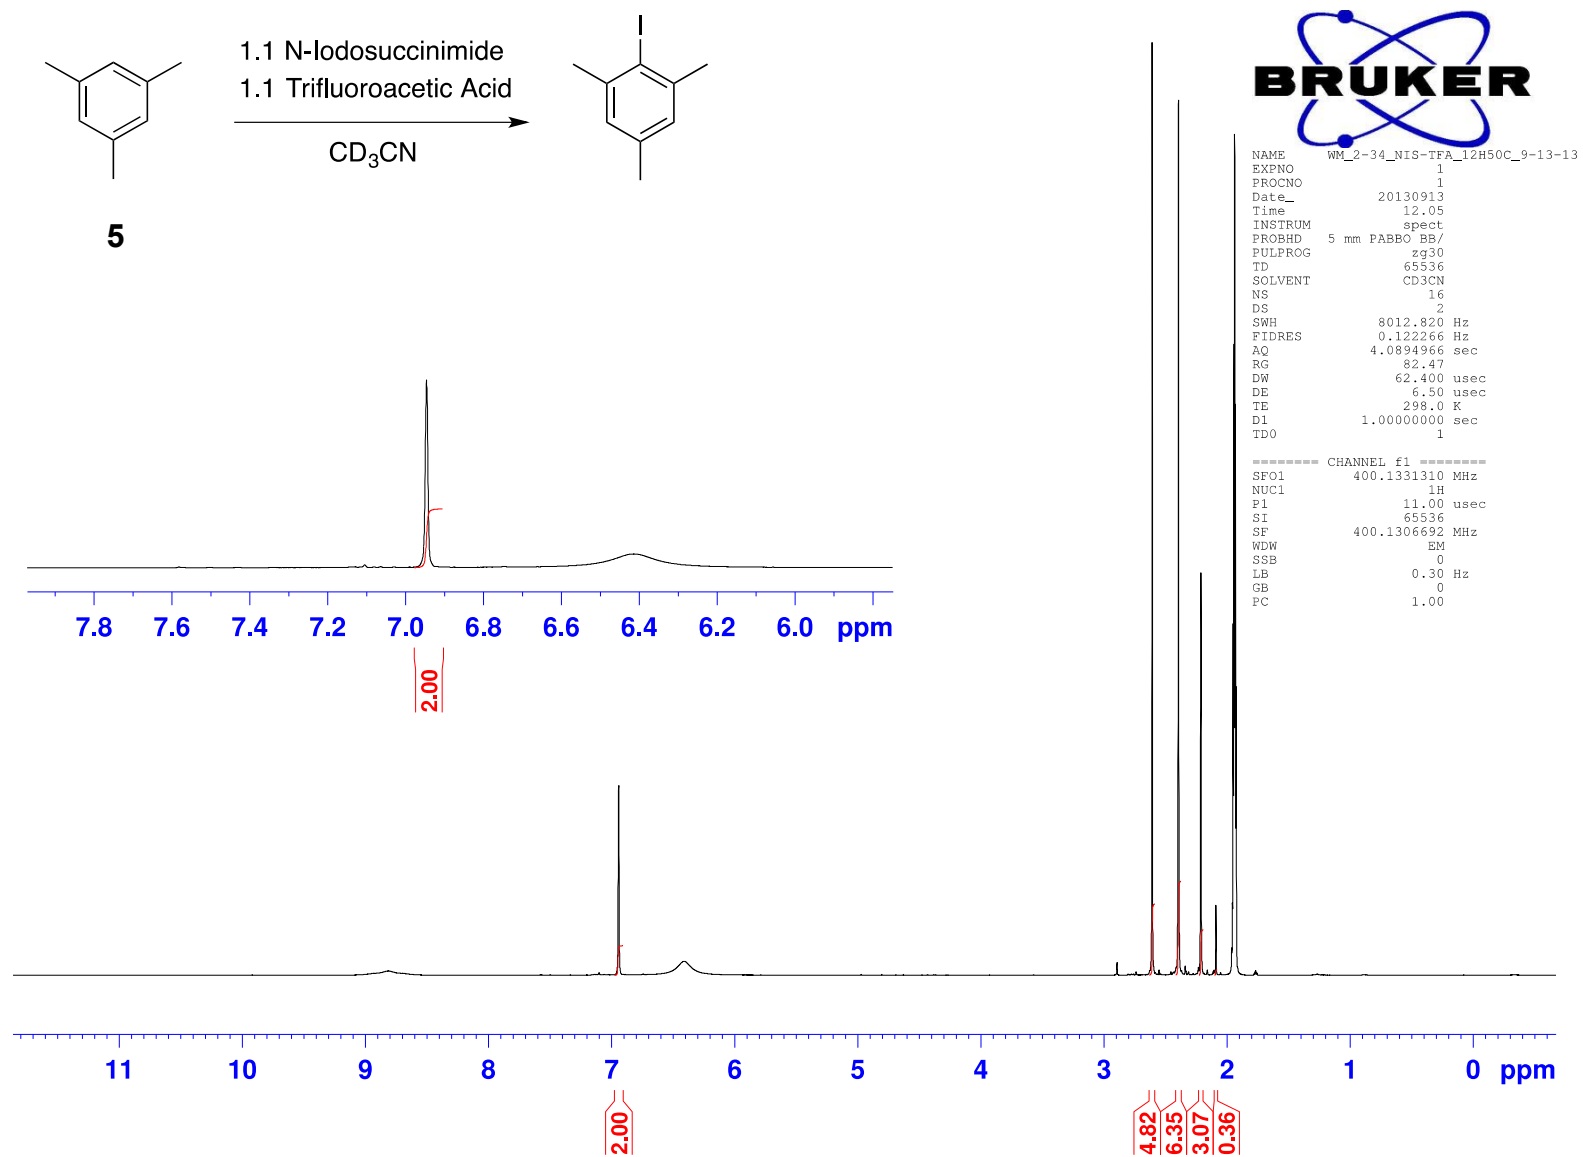 1.1 N-Iodosuccinimide
1.1 Trifluoroacetic Acid
CD3CN
I
5
BRUKER
NAME WM_2-34_NIS-TFA_12H50C_9-13-13
EXPNO 1
PROCNO 1
Date_ 20130913
Time 12.05
INSTRUM spect
PROBHD 5 mm PABBO BB/
PULPROG zg30
TD 65536
SOLVENT CD3CN
NS 16
DS 2
SWH 8012.820 Hz
FIDRES 0.122266 Hz
AQ 4.0894966 sec
RG 82.47
DW 62.400 usec
DE 6.50 usec
TE 298.0 K
D1 1.00000000 sec
TD0 1
======== CHANNEL f1 ========
SFO1 400.1331310 MHz
NUC1 1H
P1 11.00 usec
SI 65536
SF 400.1306692 MHz
WDW EM
SSB 0
LB 0.30 Hz
GB 0
PC 1.00
7.8 7.6 7.4 7.2 7.0 6.8 6.6 6.4 6.2 6.0 ppm
2.00
11 10 9 8 7 6 5 4 3 2 1 0 ppm
2.00 4.82 6.35 3.07 0.36